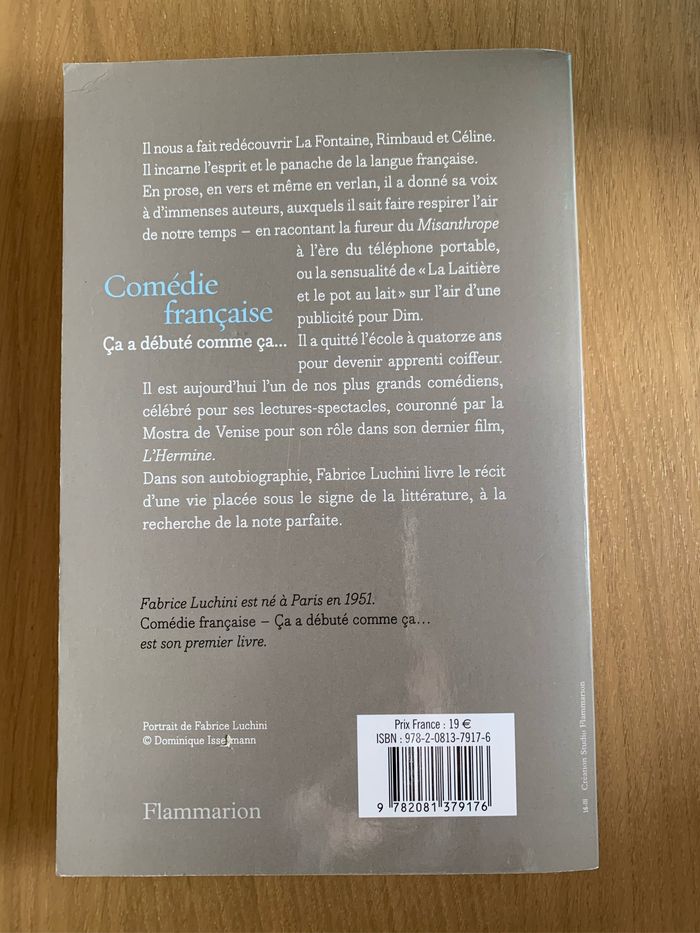 Il nous a fait redécouvrir La Fontaine, Rimbaud et Céline.
Il incarne l'esprit et le panache de la langue française.
En prose, en vers et même en verlan, il a donné sa voix
à d'immenses auteurs, auxquels il sait faire respirer l'air
de notre temps – en racontant la fureur du Misanthrope
à l'ère du téléphone portable,
ou la sensualité de « La Laitière
et le pot au lait » sur l'air d'une
publicité pour Dim.
Il a quitté l'école à quatorze ans
pour devenir apprenti coiffeur.
Comédie
française
Ça a débuté comme ça...
Il est aujourd'hui l'un de nos plus grands comédiens,
célébré pour ses lectures-spectacles, couronné par la
Mostra de Venise pour son rôle dans son dernier film,
L'Hermine.
Dans son autobiographie, Fabrice Luchini livre le récit
d'une vie placée sous le signe de la littérature, à la
recherche de la note parfaite.
Fabrice Luchini est né à Paris en 1951.
Comédie française – Ça a débuté comme ça...
est son premier livre.
Portrait de Fabrice Luchini
© Dominique Issermann
Flammarion
Prix France : 19 €
ISBN : 978-2-0813-7917-6
9 782081 379176
Création Studio Flammarion